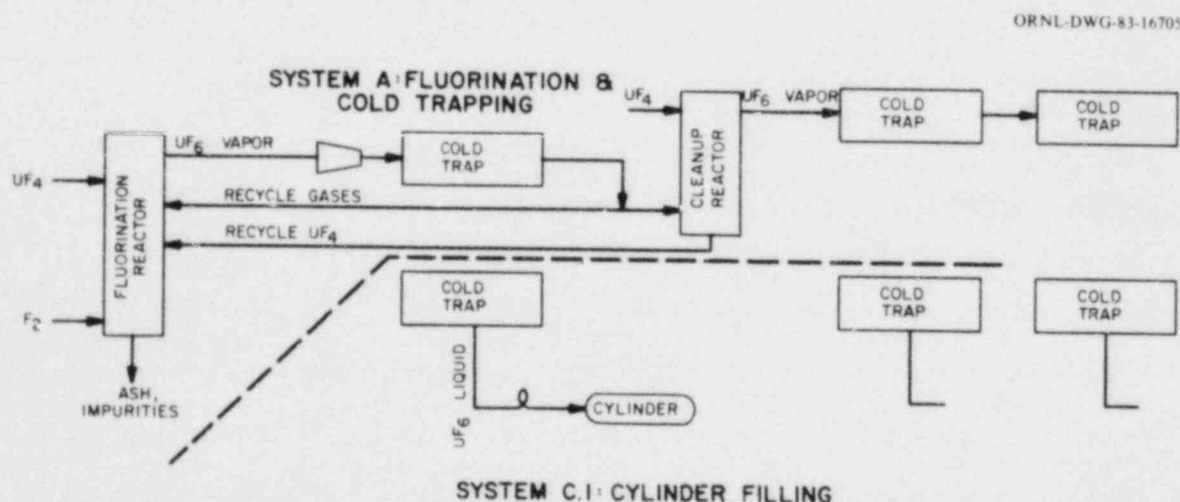 ORNL-DWG-83-16705
SYSTEM A: FLUORINATION &
COLD TRAPPING
UF4
UF6 VAPOR
COLD
TRAP
COLD
TRAP
CLEANUP
REACTOR
UF6 VAPOR
COLD
TRAP
UF4
RECYCLE GASES
RECYCLE UF4
FLUORINATION
REACTOR
F2
ASH,
IMPURITIES
COLD
TRAP
COLD
TRAP
COLD
TRAP
UF6 LIQUID
CYLINDER
SYSTEM C.1: CYLINDER FILLING